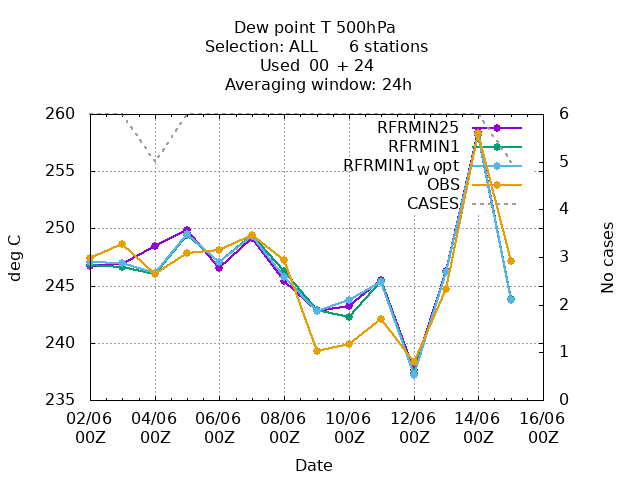 Dew point T 500hPa
Selection: ALL 6 stations
Used 00 + 24
Averaging window: 24h
260 6
RFRMIN25
RFRMIN1
RFRMIN1w opt
OBS
CASES
255 5
250 4
245 3
240 2
235 1
0
deg C
No cases
02/06 04/06 06/06 08/06 10/06 12/06 14/06 16/06
00Z 00Z 00Z 00Z 00Z 00Z 00Z 00Z
Date